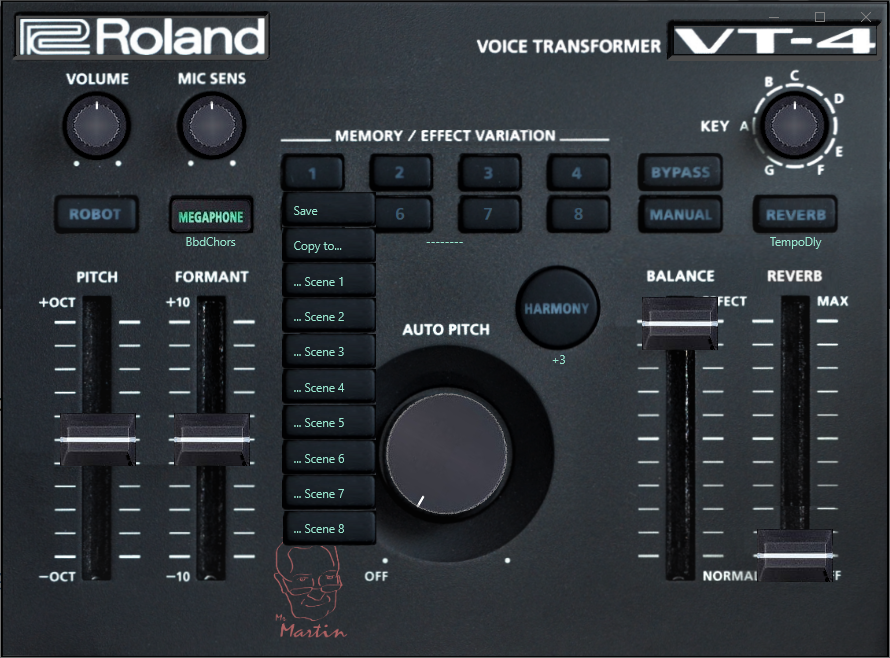 Roland
VOICE TRANSFORMER VT-4
VOLUME
MIC SENS
MEMORY / EFFECT VARIATION
KEY
A
B
C
D
E
F
G
1
2
3
4
BYPASS
ROBOT
MEGAPHONE
Save
6
7
8
MANUAL
REVERB
BbdChors
--------
TempoDly
Copy to...
... Scene 1
... Scene 2
... Scene 3
... Scene 4
... Scene 5
... Scene 6
... Scene 7
... Scene 8
PITCH
FORMANT
HARMONY
+3
BALANCE
REVERB
+OCT
+10
FECT
MAX
AUTO PITCH
-OCT
-10
OFF
NORMAL
FF
Martin